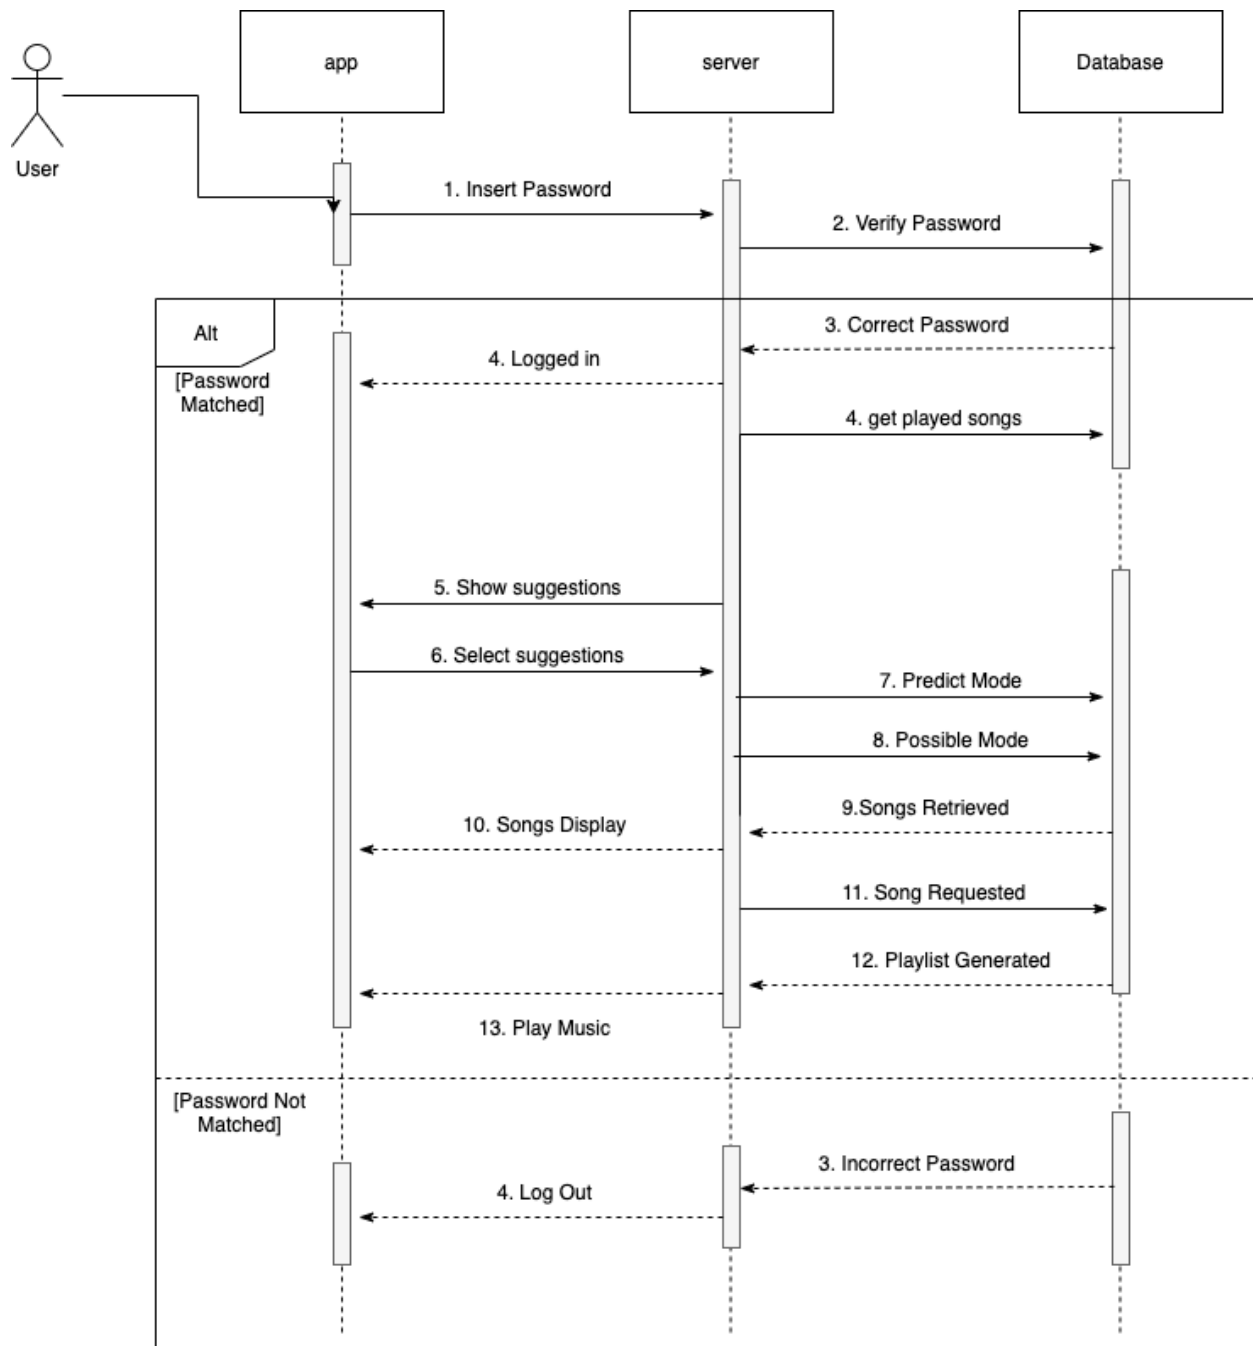 app
server
Database
User
1. Insert Password
2. Verify Password
Alt
3. Correct Password
4. Logged in
[Password
Matched]
4. get played songs
5. Show suggestions
6. Select suggestions
7. Predict Mode
8. Possible Mode
9.Songs Retrieved
10. Songs Display
11. Song Requested
12. Playlist Generated
13. Play Music
[Password Not
Matched]
3. Incorrect Password
4. Log Out